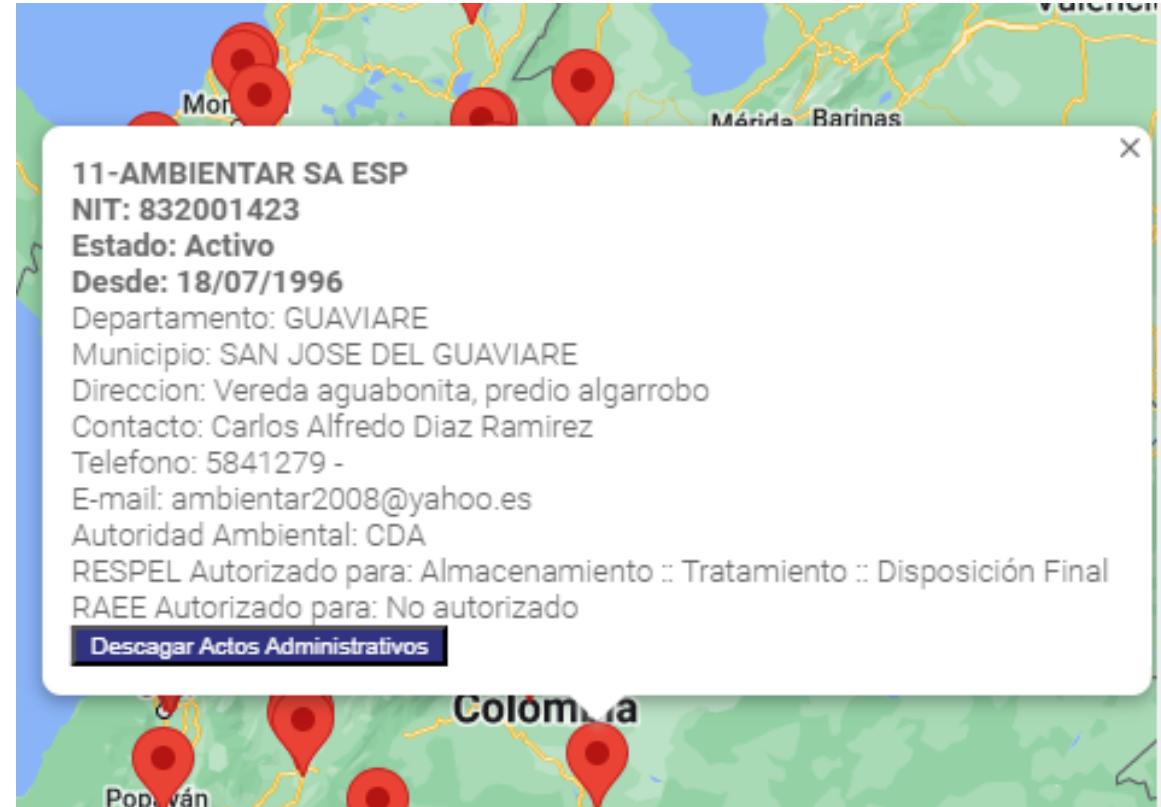 Mérida
Barinas
11-AMBIENTAR SA ESP
NIT: 832001423
Estado: Activo
Desde: 18/07/1996
Departamento: GUAVIARE
Municipio: SAN JOSE DEL GUAVIARE
Direccion: Vereda aguabonita, predio algarrobo
Contacto: Carlos Alfredo Diaz Ramirez
Telefono: 5841279 -
E-mail: ambientar2008@yahoo.es
Autoridad Ambiental: CDA
RESPEL Autorizado para: Almacenamiento :: Tratamiento :: Disposición Final
RAEE Autorizado para: No autorizado
Descagar Actos Administrativos